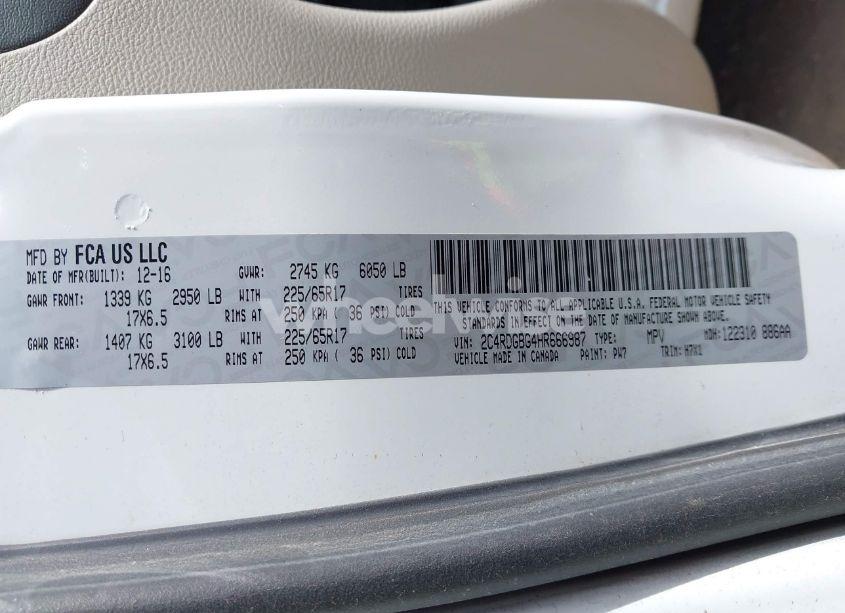 MFD BY FCA US LLC
DATE OF MFR(BUILT): 12-16 GVWR: 2745 KG 6050 LB
GAWR FRONT: 1339 KG 2950 LB WITH 225/65R17 TIRES
17X6.5 RIMS AT 250 KPA ( 36 PSI) COLD
GAWR REAR: 1407 KG 3100 LB WITH 225/65R17 TIRES
17X6.5 RIMS AT 250 KPA ( 36 PSI) COLD
THIS VEHICLE CONFORMS TO ALL APPLICABLE U.S.A. FEDERAL MOTOR VEHICLE SAFETY
STANDARDS IN EFFECT ON THE DATE OF MANUFACTURE SHOWN ABOVE.
VIN: 2C4RDGBG4HR666987 TYPE: MPV MDH: 122310 886AA
VEHICLE MADE IN CANADA PAINT: PW7 TRIM: H7X1